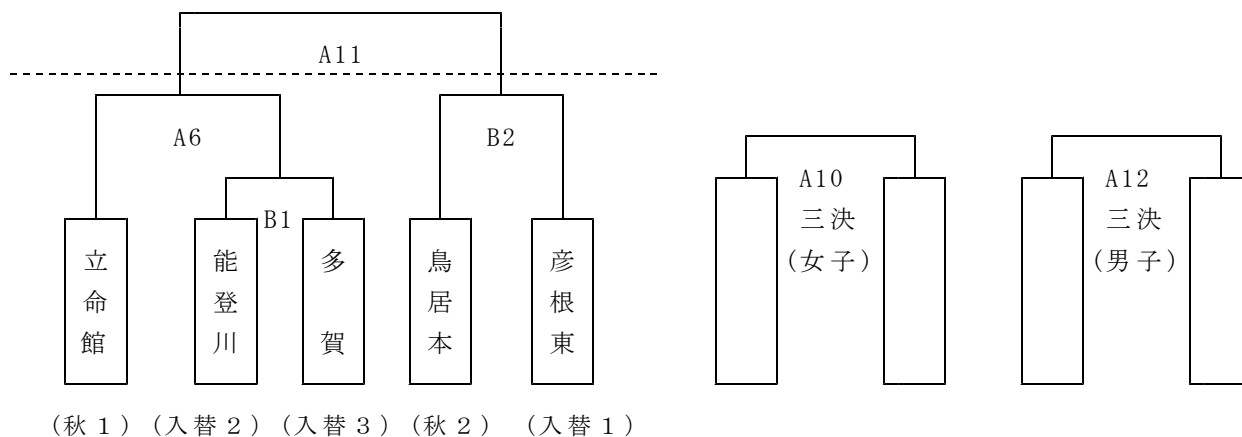 A11
A6
B2
A10
三決
(女子)
A12
三決
(男子)
B1
立命館
能登川
多賀
鳥居本
彦根東
(秋1) (入替2) (入替3) (秋2) (入替1)